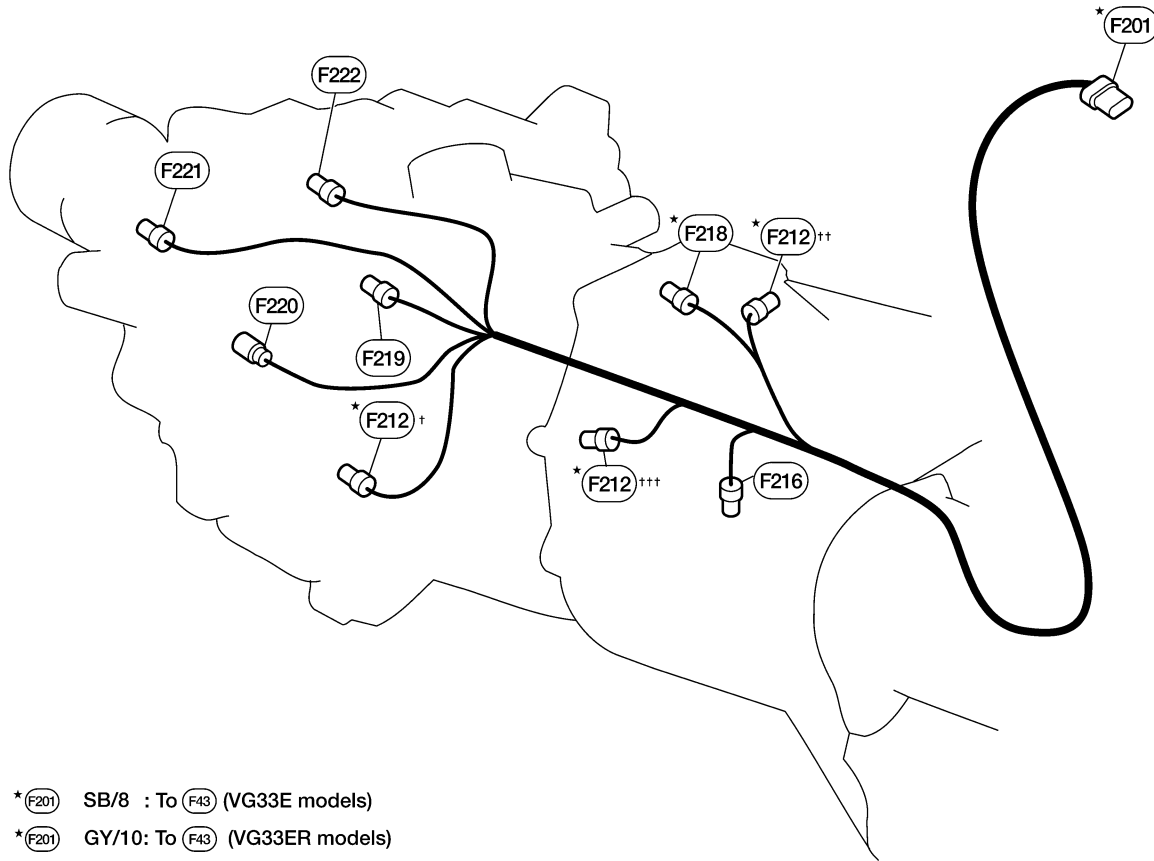 ★ F201
F222
F221
★ F218
★ F212 ††
F220
F219
★ F212 †
★ F212 †††
F216
★ F201 SB/8 : To F43 (VG33E models)
★ F201 GY/10: To F43 (VG33ER models)